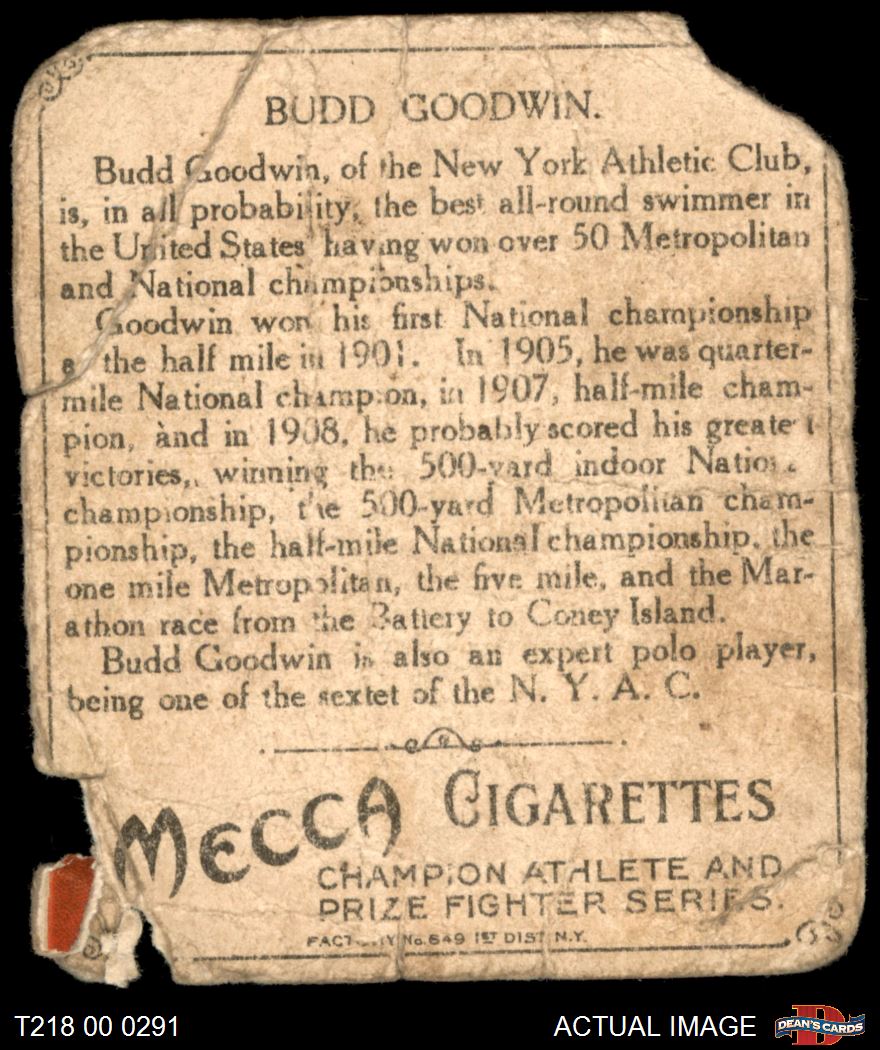 BUDD GOODWIN.
Budd Goodwin, of the New York Athletic Club,
is, in all probability, the best all-round swimmer in
the United States having won over 50 Metropolitan
and National championships.
Goodwin won his first National championship
the half mile in 1901. In 1905, he was quarter-
mile National champion, in 1907, half-mile cham-
pion, and in 1908, he probably scored his greatest
victories, winning the 500-yard indoor National
championship, the 500-yard Metropolitan cham-
pionship, the half-mile National championship, the
one mile Metropolitan, the five mile, and the Mar-
athon race from the Battery to Coney Island.
Budd Goodwin is also an expert polo player,
being one of the sextet of the N. Y. A. C.
MECCA CIGARETTES
CHAMPION ATHLETE AND
PRIZE FIGHTER SERIES.
FACTORY No. 649 1ST DIST. N.Y.
T218 00 0291
ACTUAL IMAGE
DEAN'S CARDS